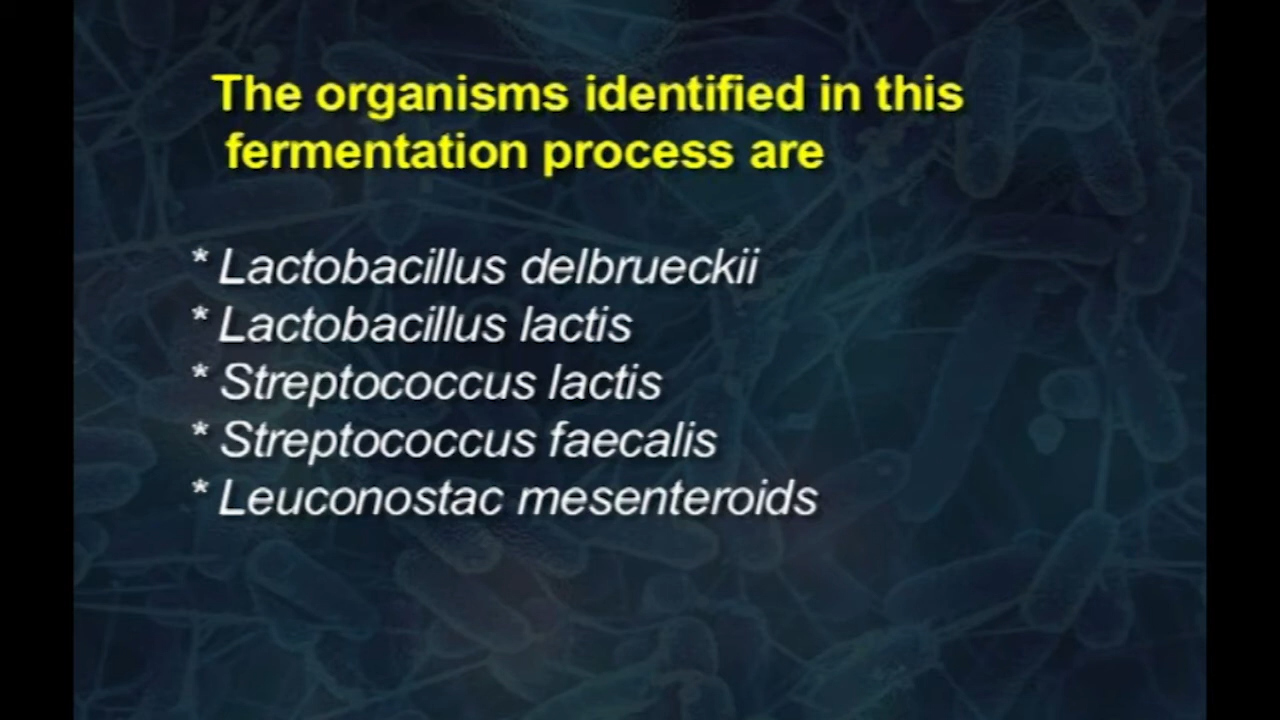 The organisms identified in this
fermentation process are
* Lactobacillus delbrueckii
* Lactobacillus lactis
* Streptococcus lactis
* Streptococcus faecalis
* Leuconostac mesenteroids